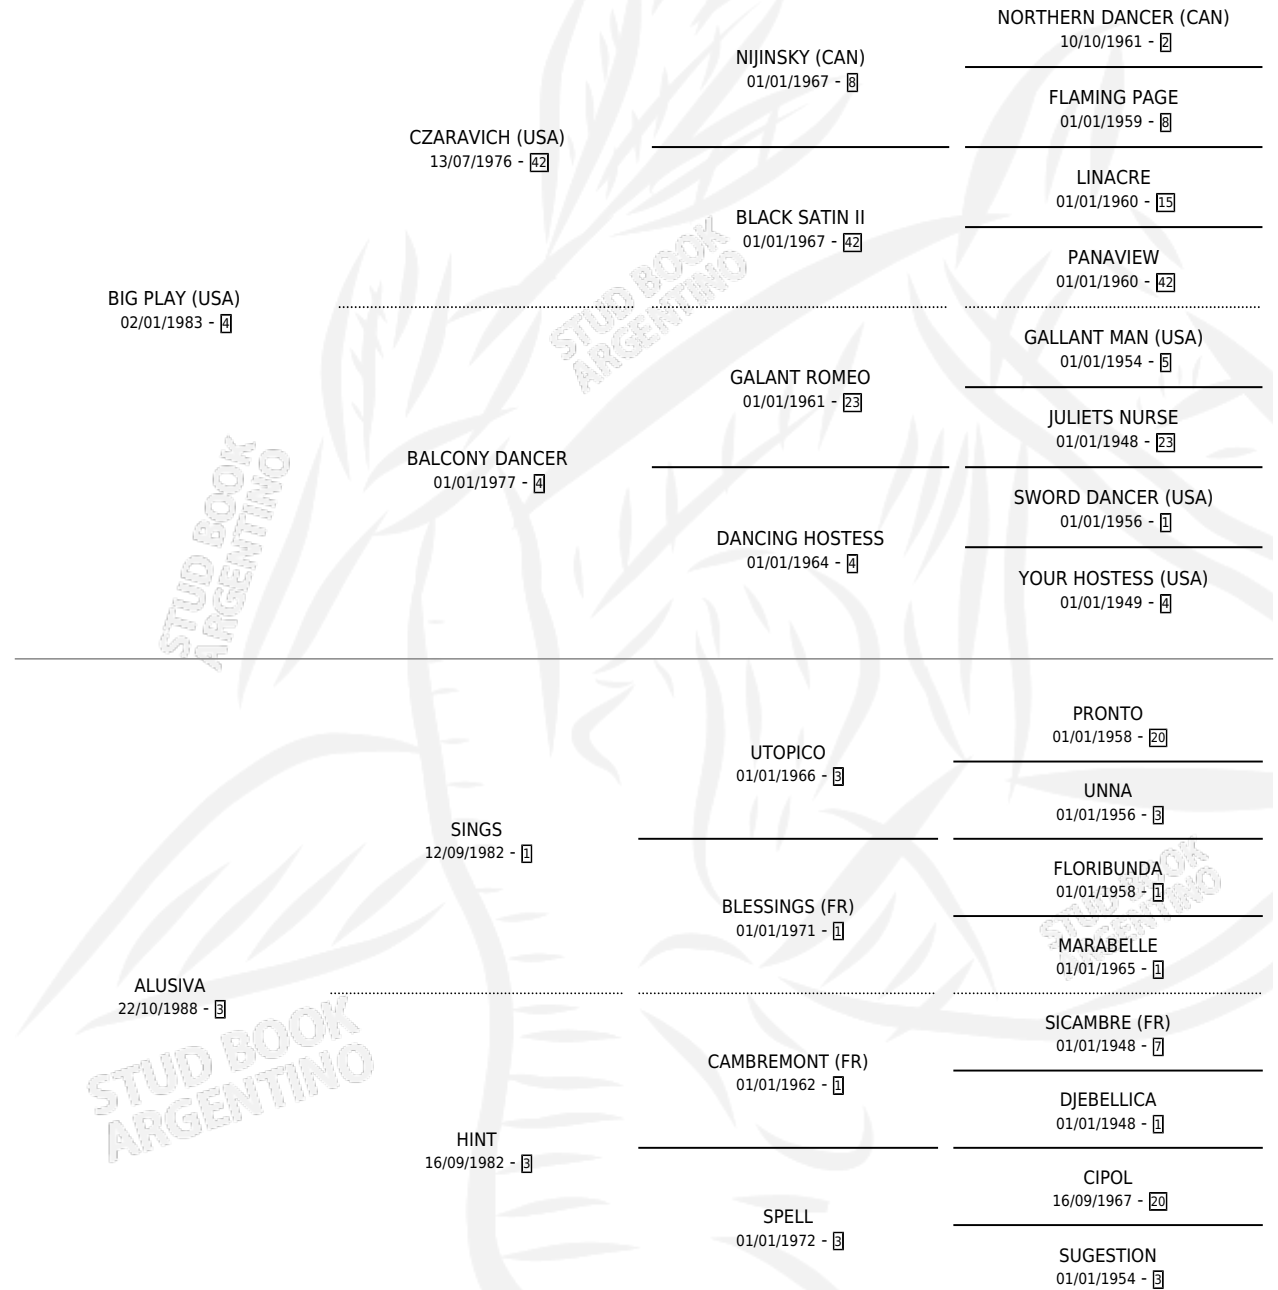 NORTHERN DANCER (CAN)
10/10/1961 - 2
NIJINSKY (CAN)
01/01/1967 - 8
FLAMING PAGE
01/01/1959 - 8
CZARAVICH (USA)
13/07/1976 - 42
LINACRE
01/01/1960 - 15
BLACK SATIN II
01/01/1967 - 42
PANAVIEW
01/01/1960 - 42
BIG PLAY (USA)
02/01/1983 - 4
STUD BOOK
ARGENTINO
GALLANT MAN (USA)
01/01/1954 - 5
GALANT ROMEO
01/01/1961 - 23
JULIETS NURSE
01/01/1948 - 23
BALCONY DANCER
01/01/1977 - 4
SWORD DANCER (USA)
01/01/1956 - 1
DANCING HOSTESS
01/01/1964 - 4
YOUR HOSTESS (USA)
01/01/1949 - 4
STUD BOOK
ARGENTINO
PRONTO
01/01/1958 - 20
UTOPICO
01/01/1966 - 3
UNNA
01/01/1956 - 3
SINGS
12/09/1982 - 1
FLORIBUNDA
01/01/1958 - 1
BLESSINGS (FR)
01/01/1971 - 1
STUD BOOK
ARGENTINO
MARABELLE
01/01/1965 - 1
ALUSIVA
22/10/1988 - 3
SICAMBRE (FR)
01/01/1948 - 7
CAMBREMONT (FR)
01/01/1962 - 1
DJEBELLICA
01/01/1948 - 1
STUD BOOK
ARGENTINO
HINT
16/09/1982 - 3
CIPOL
16/09/1967 - 20
SPELL
01/01/1972 - 3
SUGESTION
01/01/1954 - 3